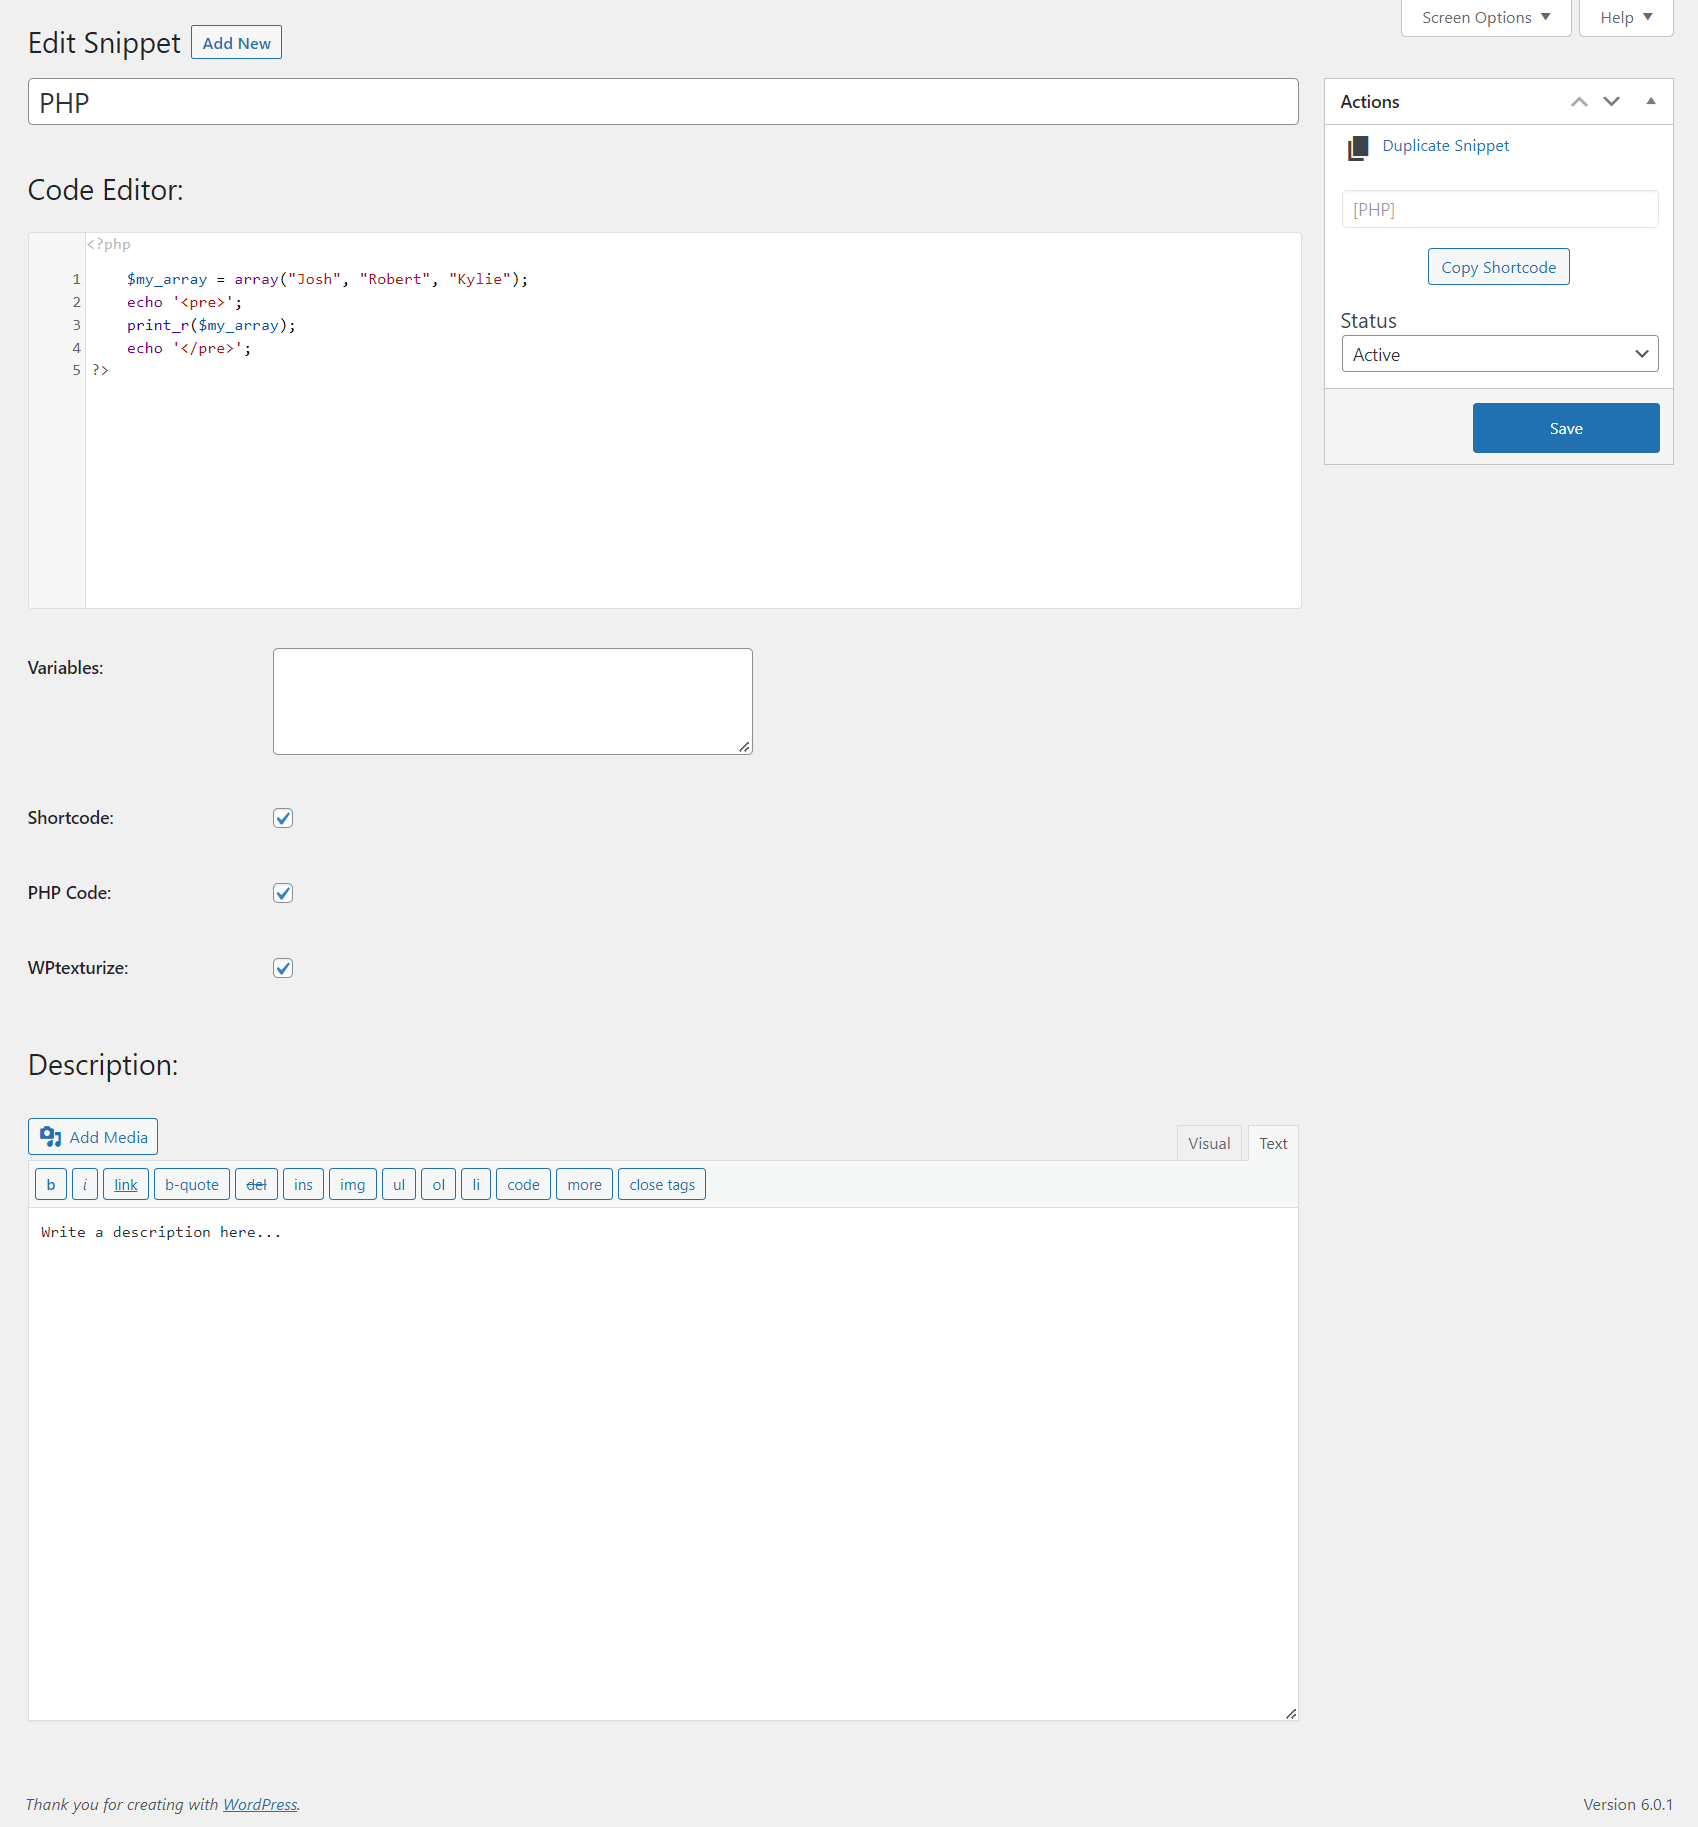 Screen Options
Help
Edit Snippet
Add New
PHP
Code Editor:
<?php
1 $my_array = array("Josh", "Robert", "Kylie");
2 echo '<pre>';
3 print_r($my_array);
4 echo '</pre>';
5 ?>
Actions
Duplicate Snippet
[PHP]
Copy Shortcode
Status
Active
Save
Variables:
Shortcode:
PHP Code:
WPtexturize:
Description:
Add Media
Visual Text
b i link b-quote del ins img ul ol li code more close tags
Write a description here...
Thank you for creating with WordPress.
Version 6.0.1